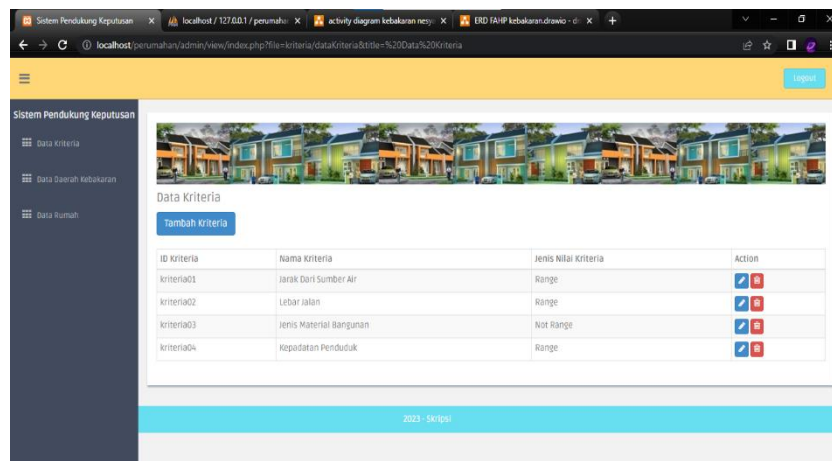 Sistem Pendukung Keputusan
localhost / 127.0.0.1 / perumaha
activity diagram kebakaran nesy
ERD FAHP kebakaran.drawio - d
localhost/perumahan/admin/view/index.php?file=kriteria/dataKriteria&title=%20Data%20Kriteria
Logout
Sistem Pendukung Keputusan
Data Kriteria
Data Daerah Kebakaran
Data Rumah
Data Kriteria
Tambah Kriteria
ID Kriteria Nama Kriteria Jenis Nilai Kriteria Action
kriteria01 Jarak Dari Sumber Air Range
kriteria02 Lebar Jalan Range
kriteria03 Jenis Material Bangunan Not Range
kriteria04 Kepadatan Penduduk Range
2023 - Skripsi